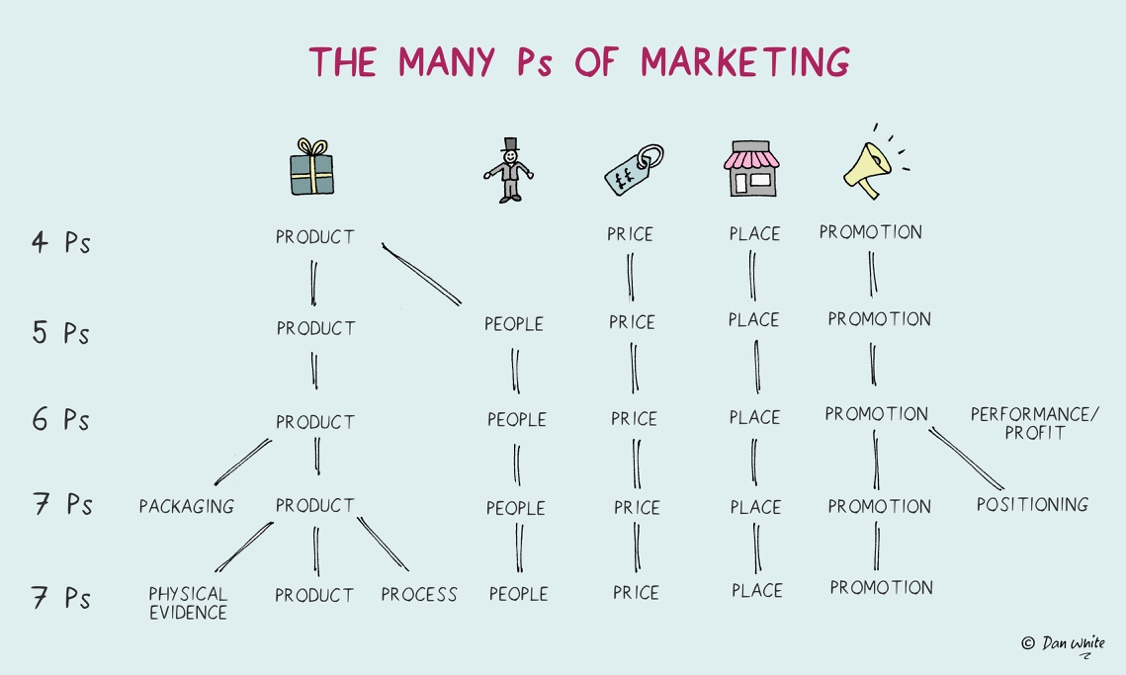 THE MANY Ps OF MARKETING
££
4 Ps PRODUCT PRICE PLACE PROMOTION
5 Ps PRODUCT PEOPLE PRICE PLACE PROMOTION
6 Ps PRODUCT PEOPLE PRICE PLACE PROMOTION PERFORMANCE/
PROFIT
7 Ps PACKAGING PRODUCT PEOPLE PRICE PLACE PROMOTION POSITIONING
7 Ps PHYSICAL PRODUCT PROCESS PEOPLE PRICE PLACE PROMOTION
EVIDENCE
© Dan White